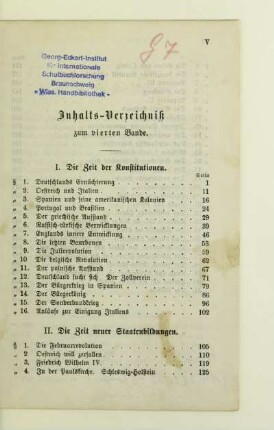 V
G 7
Georg-Eckert-Institut
für internationale
Schulbuchforschung
Braunschweig
- Wiss. Handbibliothek -
Inhalts-Verzeichniß
zum vierten Bande.
I. Die Zeit der Konstitutionen.
Seite
§ 1. Deutschlands Ernüchterung 1
" 2. Oestreich und Italien 11
" 3. Spanien und seine amerikanischen Kolonien 16
" 4. Portugal und Brasilien 24
" 5. Der griechische Aufstand 29
" 6. Russisch-türkische Verwicklungen 39
" 7. Englands innere Entwicklung 46
" 8. Die letzten Bourbonen 53
" 9. Die Julirevolution 59
" 10. Die belgische Revolution 62
" 11. Der polnische Aufstand 67
" 12. Deutschland sucht sich. Der Zollverein 71
" 13. Der Bürgerkrieg in Spanien 79
" 14. Der Bürgerkönig 86
" 15. Der Sonderbundskrieg 96
" 16. Anläufe zur Einigung Italiens 102
II. Die Zeit neuer Staatenbildungen.
§ 1. Die Februarrevolution 105
" 2. Oestreich will zerfallen 110
" 3. Friedrich Wilhelm IV. 119
" 4. In der Paulskirche. Schleswig-Holstein 125